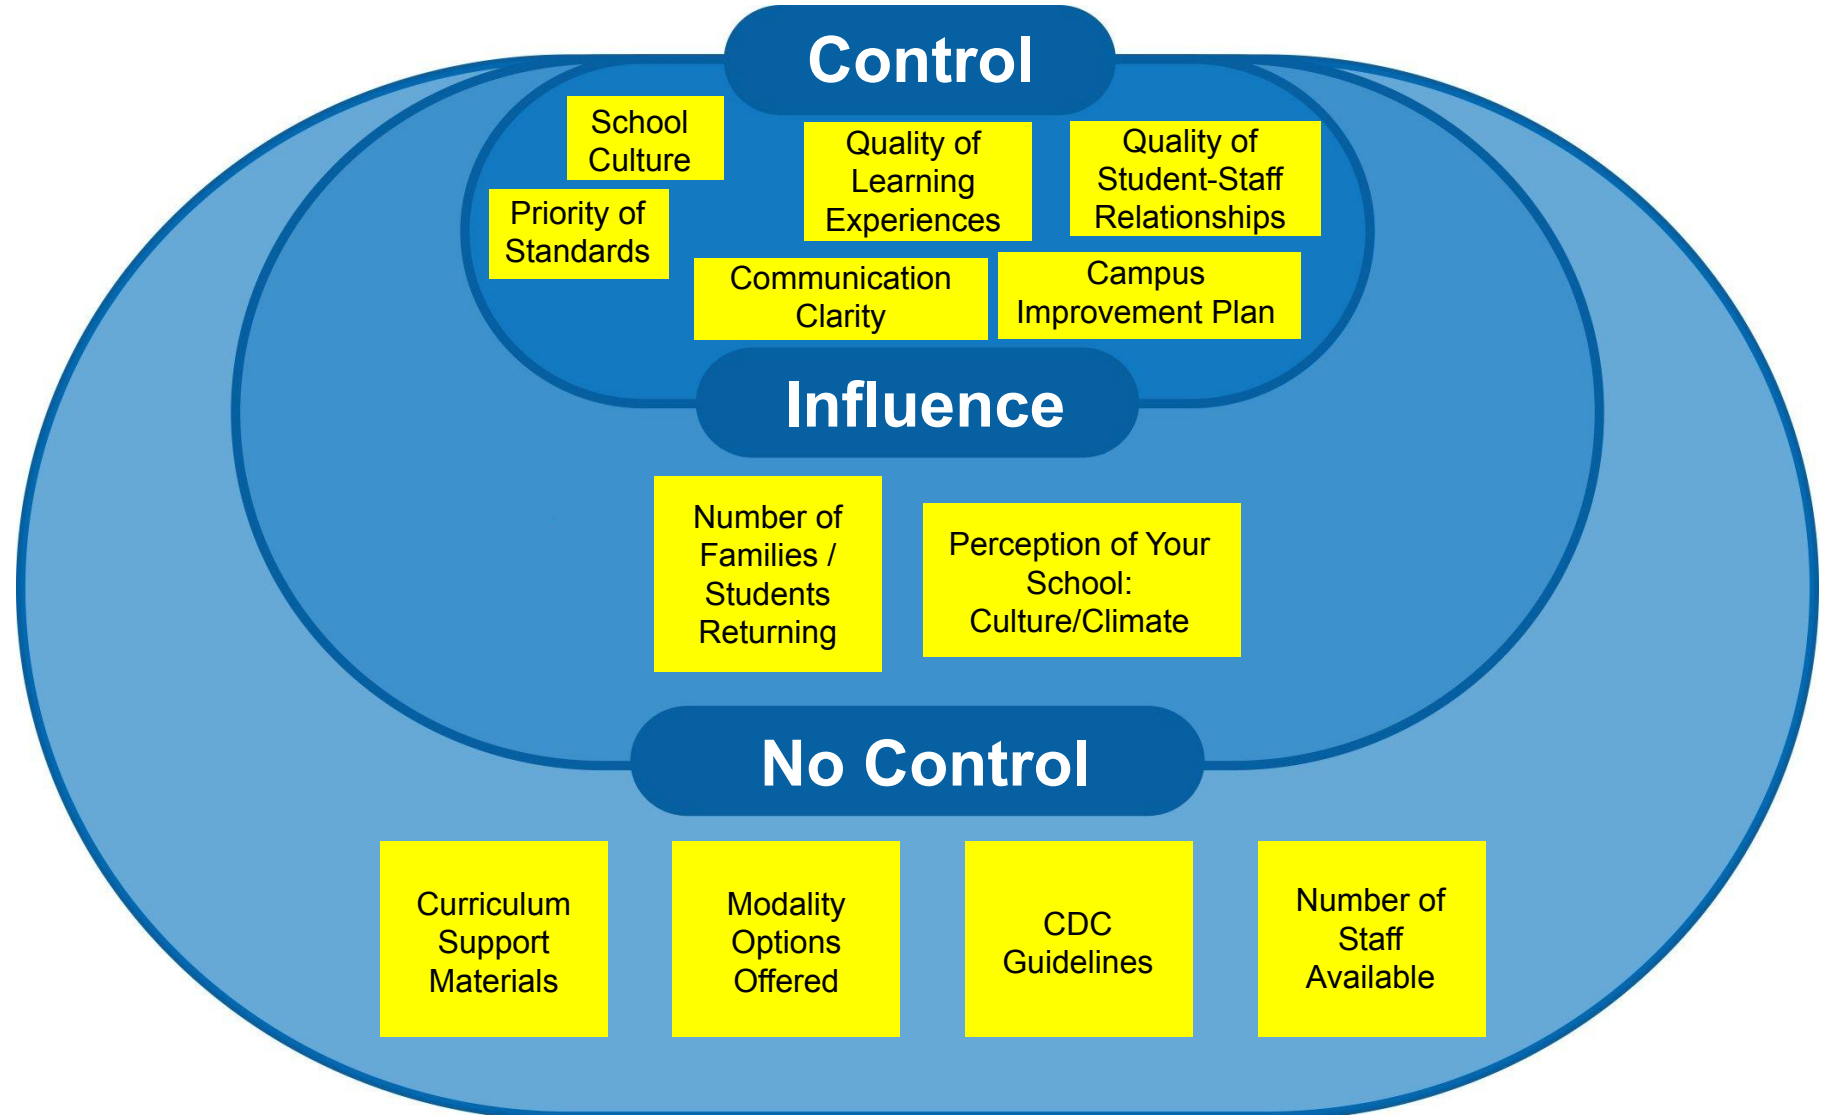 Control
School
Culture
Quality of
Learning
Experiences
Quality of
Student-Staff
Relationships
Priority of
Standards
Communication
Clarity
Campus
Improvement Plan
Influence
Number of
Families /
Students
Returning
Perception of Your
School:
Culture/Climate
No Control
Curriculum
Support
Materials
Modality
Options
Offered
CDC
Guidelines
Number of
Staff
Available